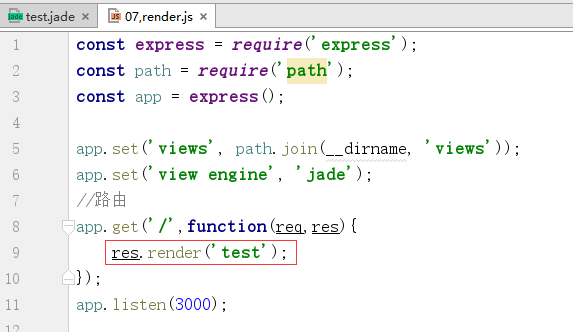 test.jade × 07,render.js ×
1 const express = require('express');
2 const path = require('path');
3 const app = express();
4
5 app.set('views', path.join(__dirname, 'views'));
6 app.set('view engine', 'jade');
7 //路由
8 app.get('/',function(req,res){
9 res.render('test');
10 });
11 app.listen(3000);
12